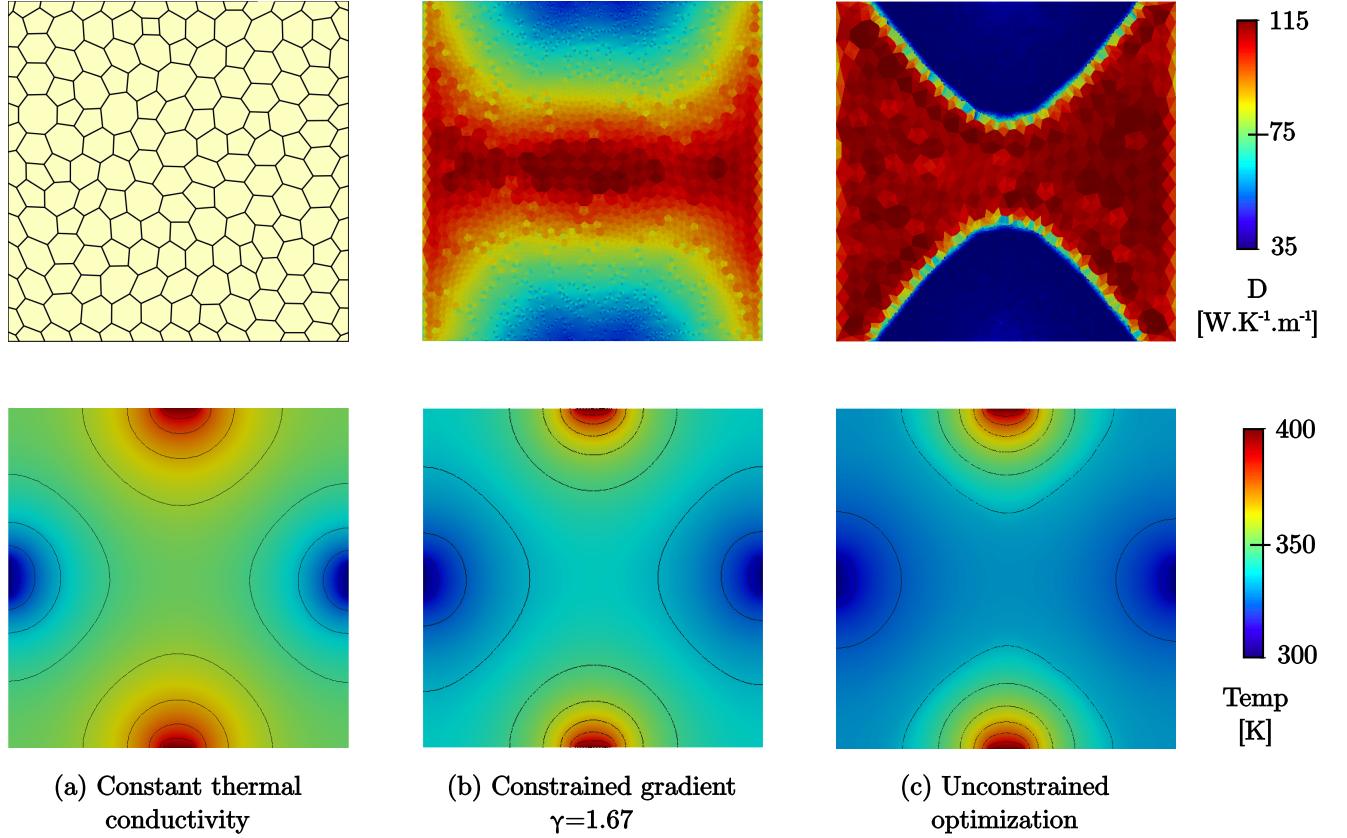 115
75
35
D
[W.K⁻¹.m⁻¹]
400
350
300
Temp
[K]
(a) Constant thermal
conductivity
(b) Constrained gradient
γ=1.67
(c) Unconstrained
optimization